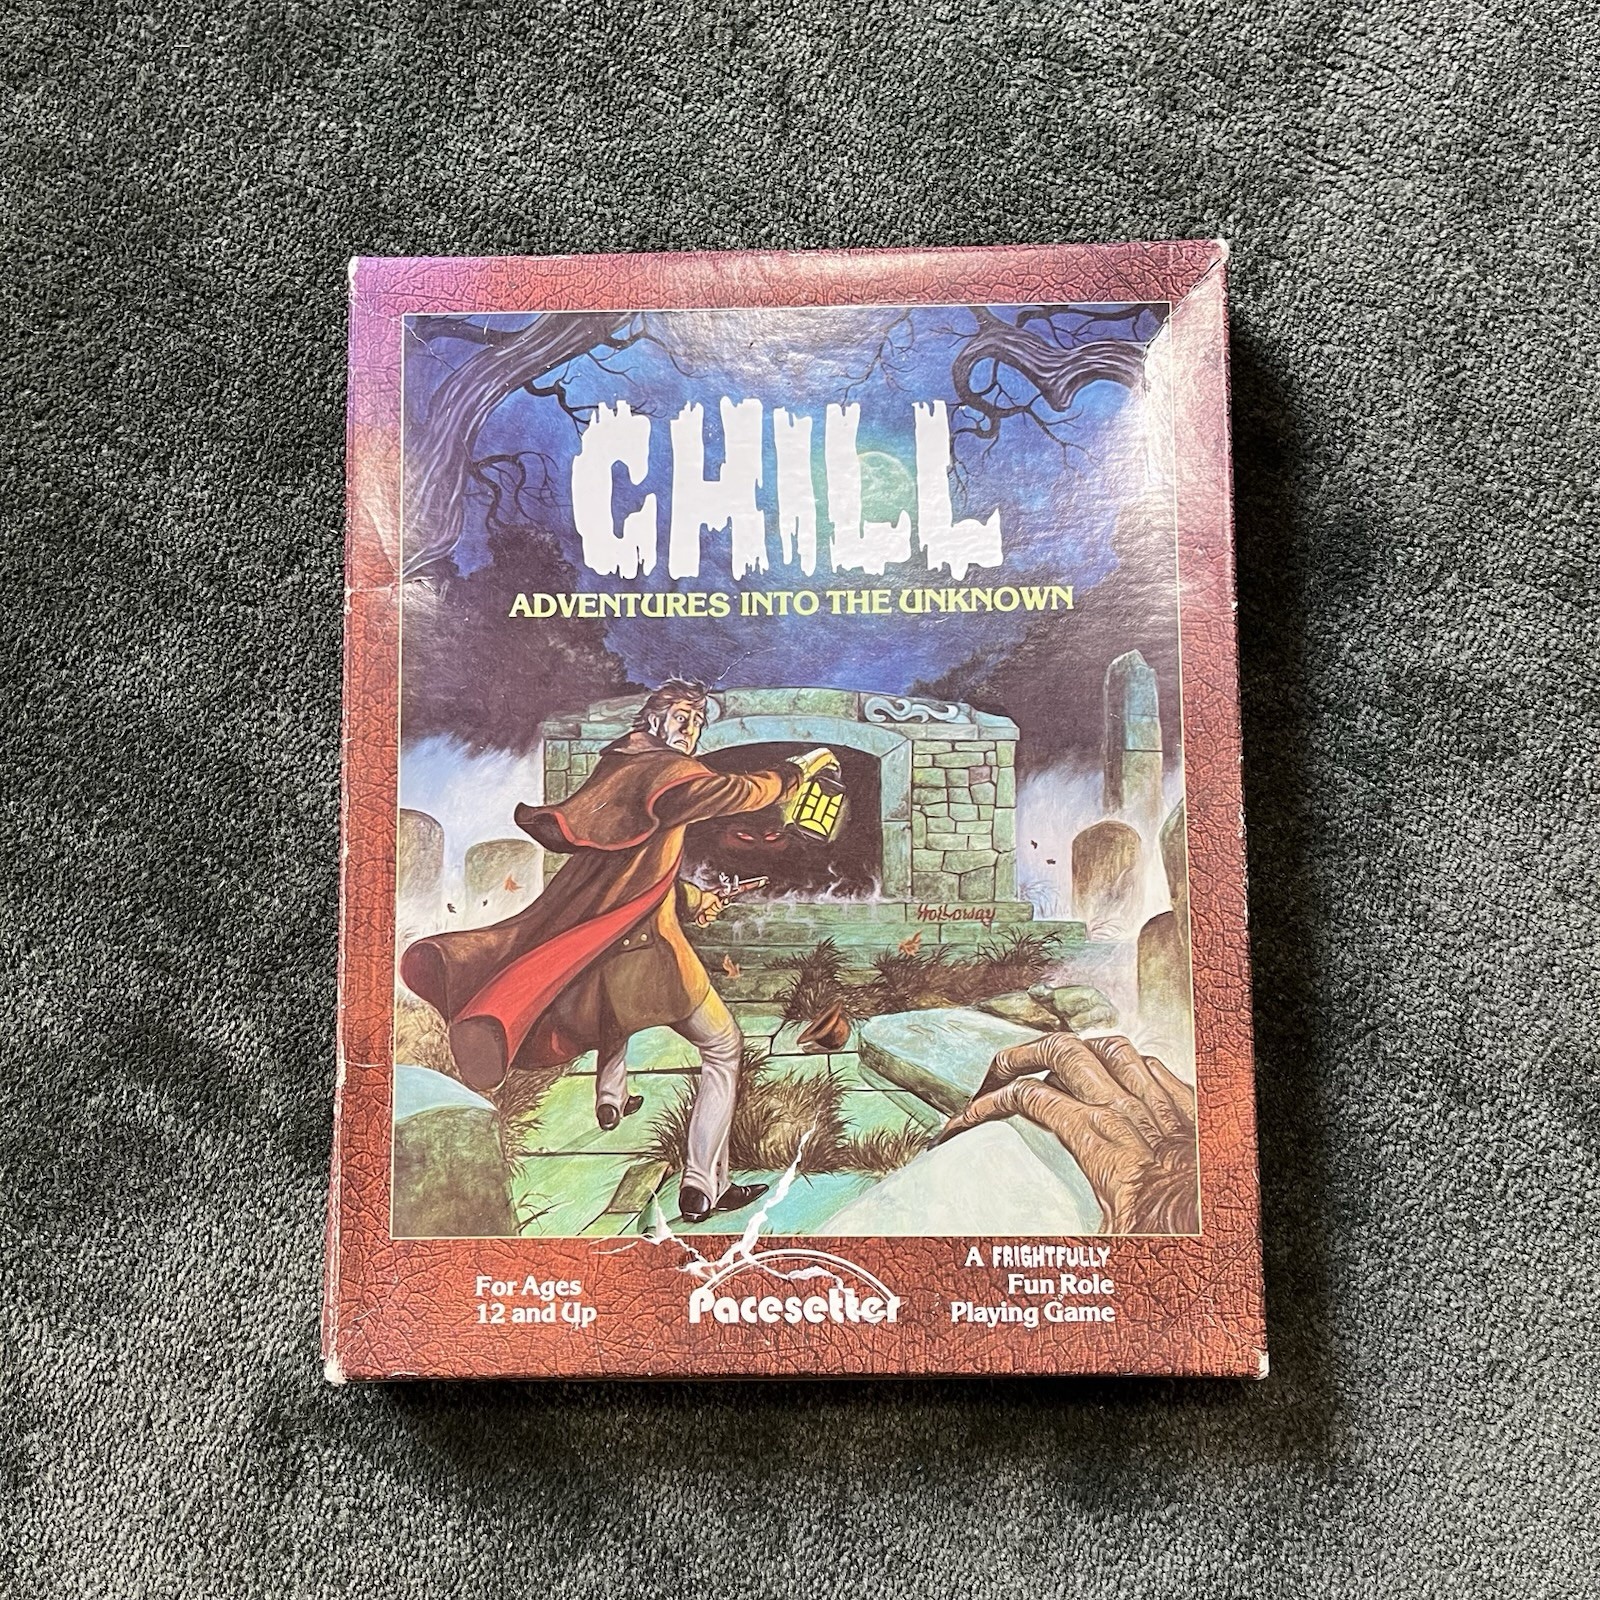 CHILL
ADVENTURES INTO THE UNKNOWN
Holloway
For Ages
12 and Up
Pacesetter
A FRIGHTFULLY
Fun Role
Playing Game